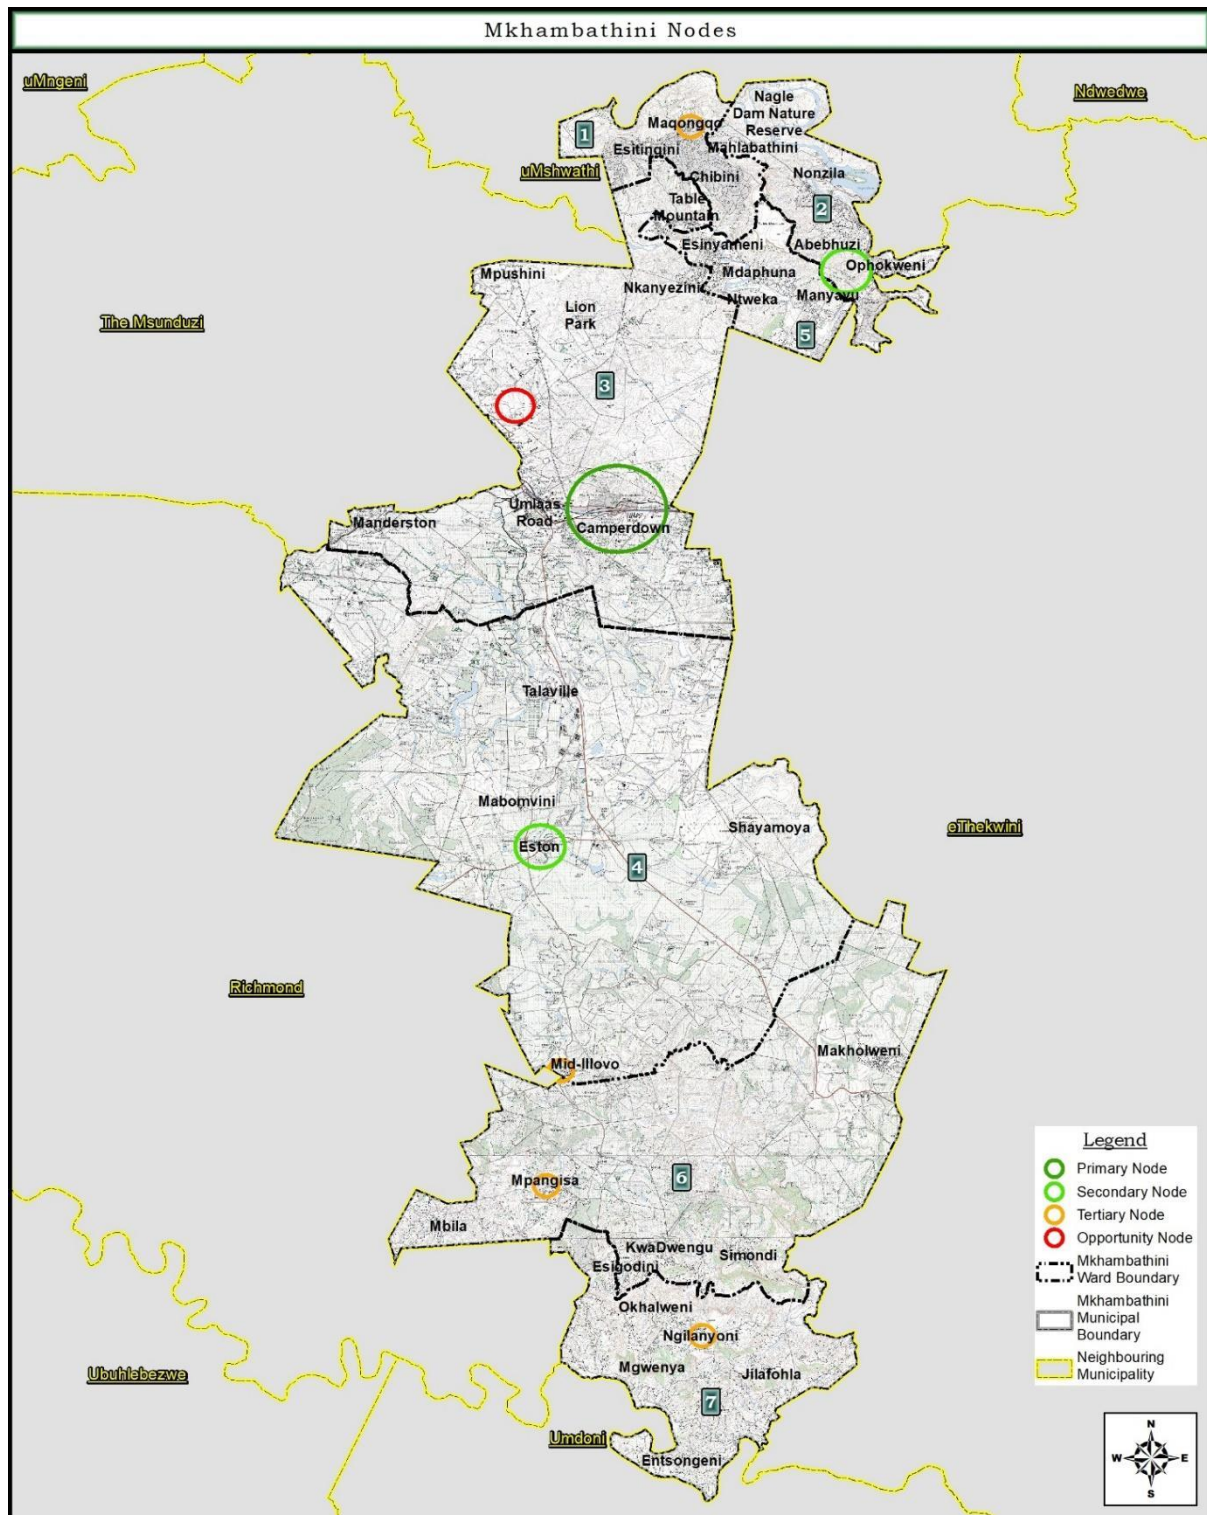 Mkhambathini Nodes
uMngeni
Ndwedwe
Nagle
Dam Nature
Reserve
Maqongqo
1
Esitingini
Mahlabathini
uMshwathi
Chibini
Nonzila
Table
Mountain
2
Esinyameni
Abebhuzi
Ophokweni
Mpushini
Mdaphuna
Nkanyezini
Ntweka
Manyavu
Lion
Park
The Msunduzi
5
3
Umlaas
Road
Manderston
Camperdown
Talaville
Mabomvini
Shayamoya
eThekwini
Eston
4
Richmond
Makholweni
Mid-Illovo
Mpangisa
6
Mbila
KwaDwengu
Simondi
Esigodini
Okhalweni
Ngilanyoni
Mgwenya
Jilafohla
Ubuhlebezwe
7
Umdoni
Entsongeni
Legend
Primary Node
Secondary Node
Tertiary Node
Opportunity Node
Mkhambathini
Ward Boundary
Mkhambathini
Municipal
Boundary
Neighbouring
Municipality
N
W
E
S